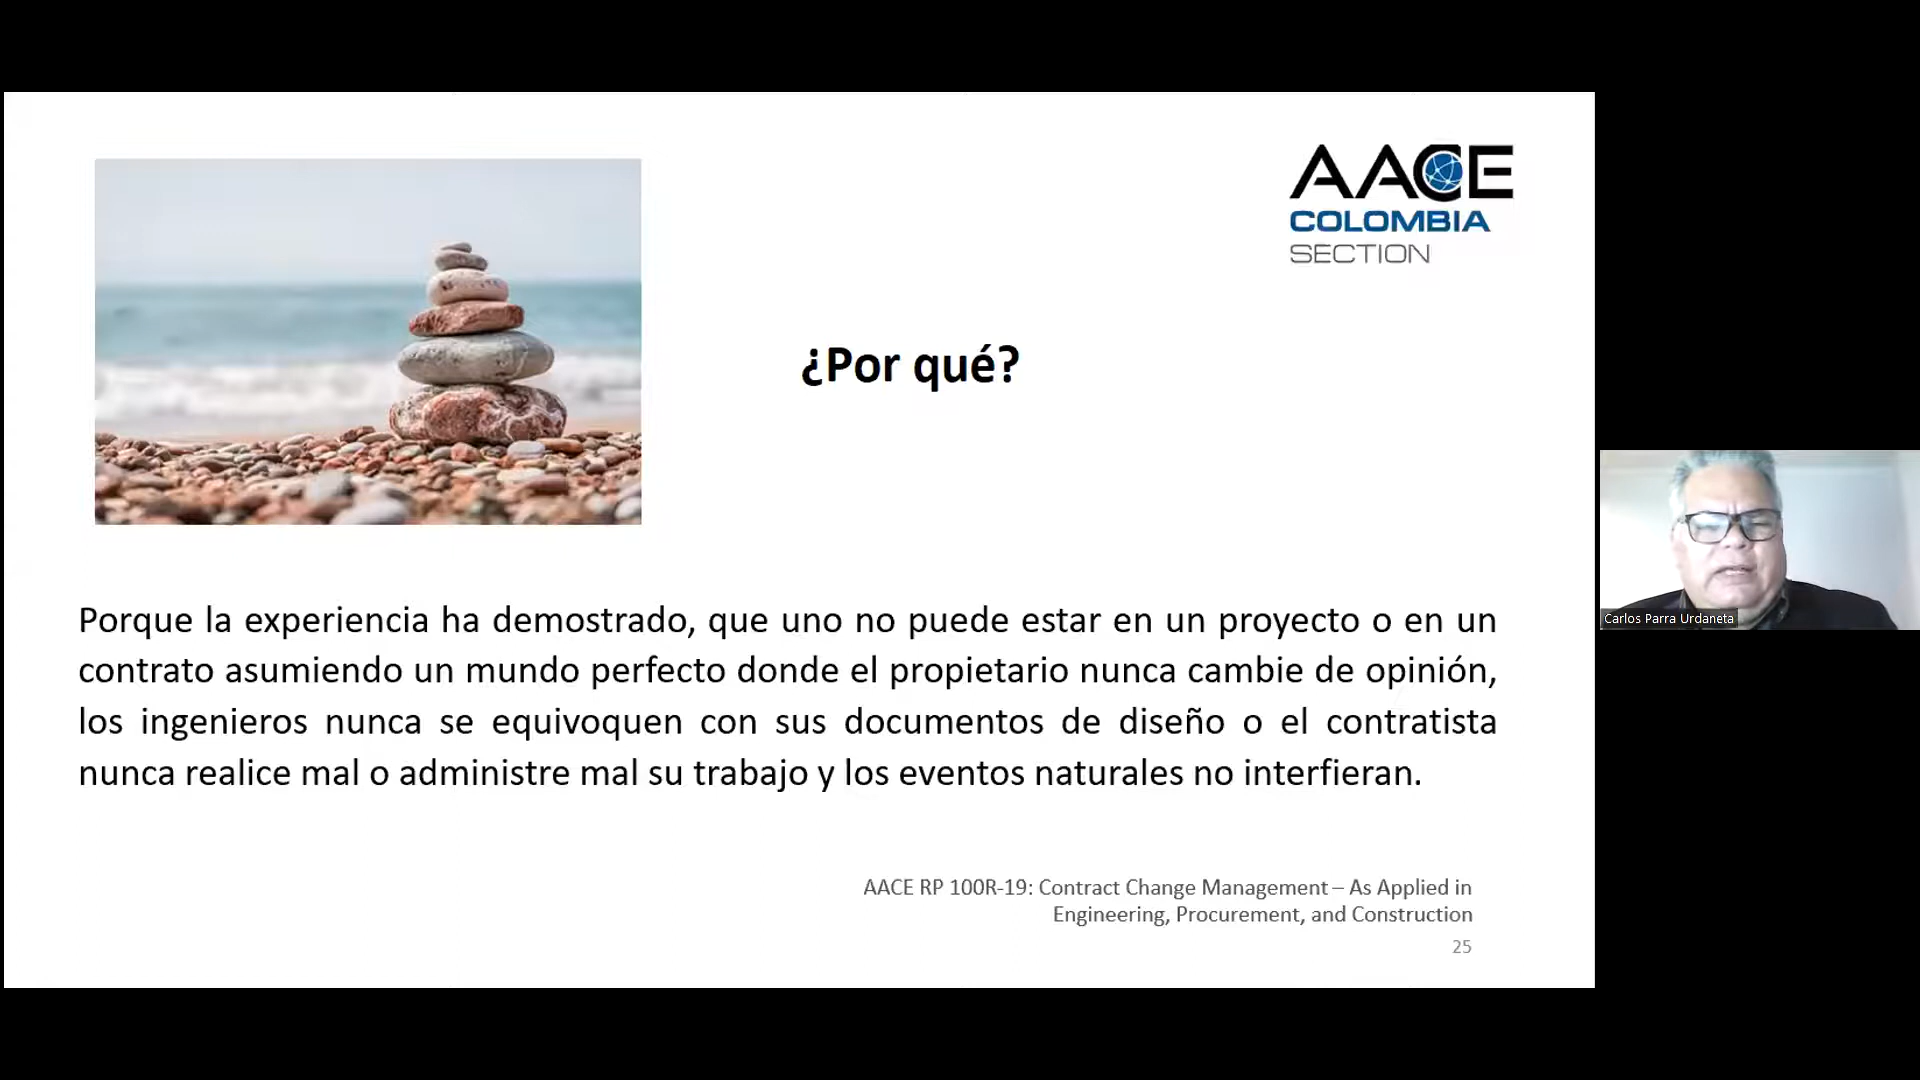 AACE
COLOMBIA
SECTION
¿Por qué?
Porque la experiencia ha demostrado, que uno no puede estar en un proyecto o en un
contrato asumiendo un mundo perfecto donde el propietario nunca cambie de opinión,
los ingenieros nunca se equivoquen con sus documentos de diseño o el contratista
nunca realice mal o administre mal su trabajo y los eventos naturales no interfieran.
AACE RP 100R-19: Contract Change Management – As Applied in
Engineering, Procurement, and Construction
25
Carlos Parra Urdaneta